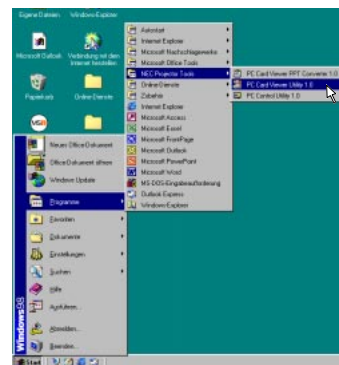 Eigene Dateien
Windows-Explorer
Microsoft Outlook
Verbindung mit dem
Internet herstellen
Papierkorb
Online-Dienste
msn
Neues Office-Dokument
Office-Dokument öffnen
Windows Update
Programme
Favoriten
Dokumente
Einstellungen
Suchen
Hilfe
Ausführen...
Abmelden...
Beenden...
Windows98
Start
Autostart
Internet Explorer
Microsoft Nachschlagewerke
Microsoft Office Tools
NEC Projector Tools
Online-Dienste
Zubehör
Internet Explorer
Microsoft Access
Microsoft Excel
Microsoft FrontPage
Microsoft Outlook
Microsoft PowerPoint
Microsoft Word
MS-DOS-Eingabeaufforderung
Outlook Express
Windows-Explorer
PC Card Viewer PPT Converter 1.0
PC Card Viewer Utility 1.0
PC Control Utility 1.0